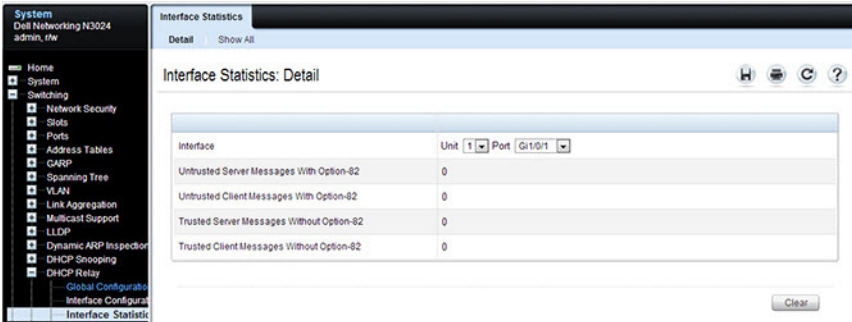 System
Dell Networking N3024
admin, r/w
Home
System
Switching
Network Security
Slots
Ports
Address Tables
GARP
Spanning Tree
VLAN
Link Aggregation
Multicast Support
LLDP
Dynamic ARP Inspection
DHCP Snooping
DHCP Relay
Global Configuratio
Interface Configurat
Interface Statistic
Interface Statistics
Detail Show All
Interface Statistics: Detail
Interface Unit 1 Port Gi1/0/1
Untrusted Server Messages With Option-82 0
Untrusted Client Messages With Option-82 0
Trusted Server Messages Without Option-82 0
Trusted Client Messages Without Option-82 0
Clear